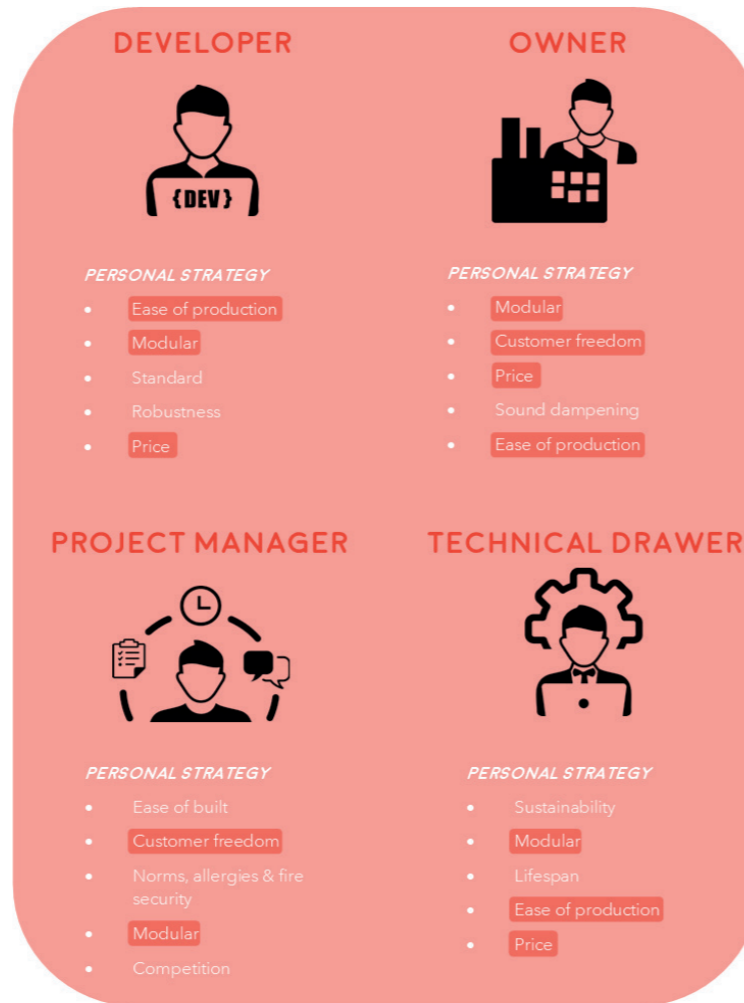 DEVELOPER
{DEV}
PERSONAL STRATEGY
• Ease of production
• Modular
• Standard
• Robustness
• Price
OWNER
PERSONAL STRATEGY
• Modular
• Customer freedom
• Price
• Sound dampening
• Ease of production
PROJECT MANAGER
PERSONAL STRATEGY
• Ease of built
• Customer freedom
• Norms, allergies & fire
security
• Modular
• Competition
TECHNICAL DRAWER
PERSONAL STRATEGY
• Sustainability
• Modular
• Lifespan
• Ease of production
• Price